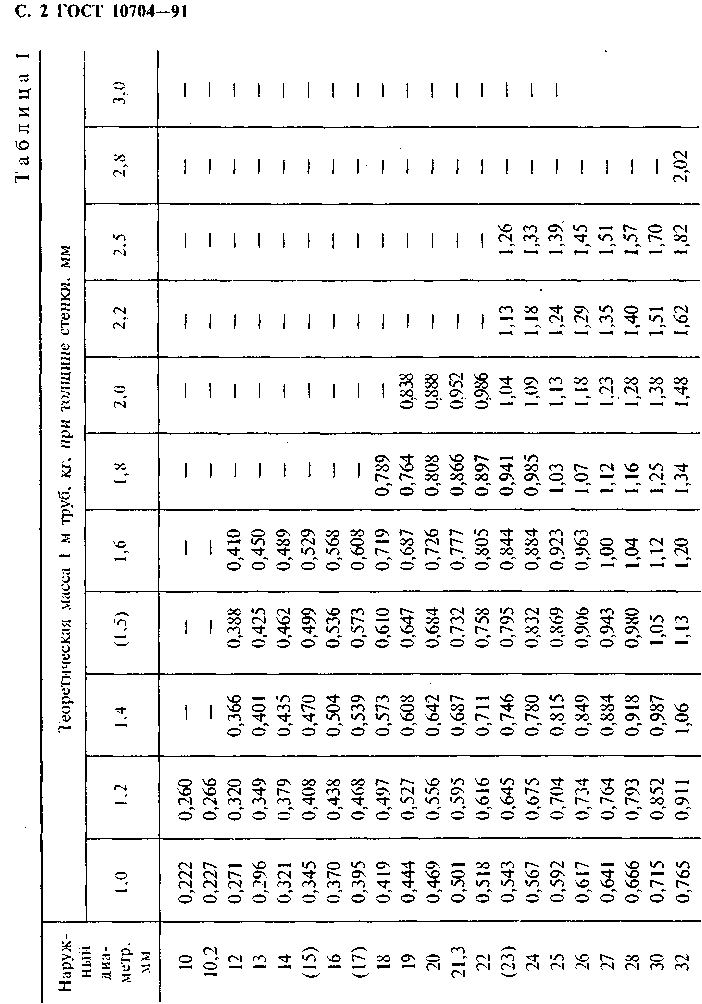 С. 2 ГОСТ 10704—91
Таблица 1
Наруж-
ный
диа-
метр,
мм
Теоретическая масса 1 м труб, кг, при толщине стенки, мм
1,0 1,2 1,4 (1,5) 1,6 1,8 2,0 2,2 2,5 2,8 3,0
10 0,222 0,260 — — — — — — — — —
10,2 0,227 0,266 — — — — — — — — —
12 0,271 0,320 0,366 0,388 0,410 — — — — — —
13 0,296 0,349 0,401 0,425 0,450 — — — — — —
14 0,321 0,379 0,435 0,462 0,489 — — — — — —
(15) 0,345 0,408 0,470 0,499 0,529 — — — — — —
16 0,370 0,438 0,504 0,536 0,568 — — — — — —
(17) 0,395 0,468 0,539 0,573 0,608 — — — — — —
18 0,419 0,497 0,573 0,610 0,719 0,789 — — — — —
19 0,444 0,527 0,608 0,647 0,687 0,764 0,838 — — — —
20 0,469 0,556 0,642 0,684 0,726 0,808 0,888 — — — —
21,3 0,501 0,595 0,687 0,732 0,777 0,866 0,952 — — — —
22 0,518 0,616 0,711 0,758 0,805 0,897 0,986 — — — —
(23) 0,543 0,645 0,746 0,795 0,844 0,941 1,04 1,13 1,26 — —
24 0,567 0,675 0,780 0,832 0,884 0,985 1,09 1,18 1,33 — —
25 0,592 0,704 0,815 0,869 0,923 1,03 1,13 1,24 1,39 — —
26 0,617 0,734 0,849 0,906 0,963 1,07 1,18 1,29 1,45 —
27 0,641 0,764 0,884 0,943 1,00 1,12 1,23 1,35 1,51 —
28 0,666 0,793 0,918 0,980 1,04 1,16 1,28 1,40 1,57 —
30 0,715 0,852 0,987 1,05 1,12 1,25 1,38 1,51 1,70 —
32 0,765 0,911 1,06 1,13 1,20 1,34 1,48 1,62 1,82 2,02